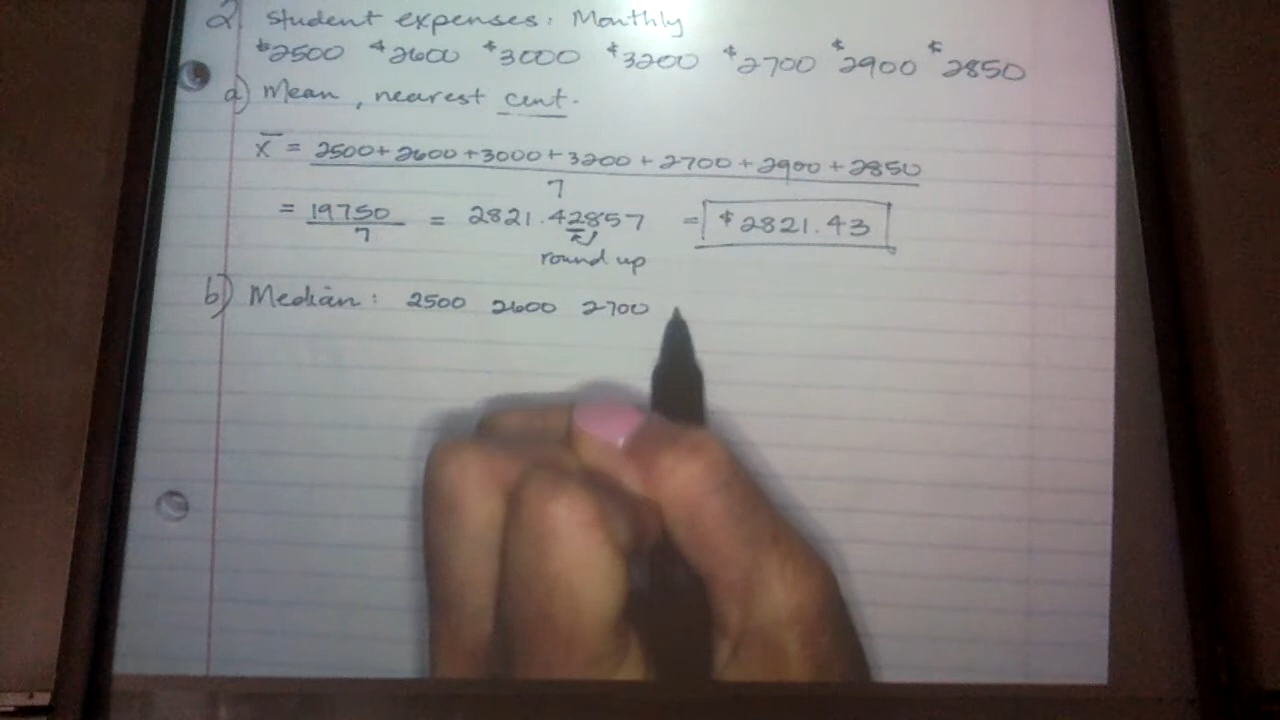 2. Student expenses: Monthly
$2500 $2600 $3000 $3200 $2700 $2900 $2850
a) Mean, nearest cent.
x̄ = 2500+2600+3000+3200+2700+2900+2850
7
= 19750/7 = 2821.42857 = $2821.43
round up
b) Median: 2500 2600 2700